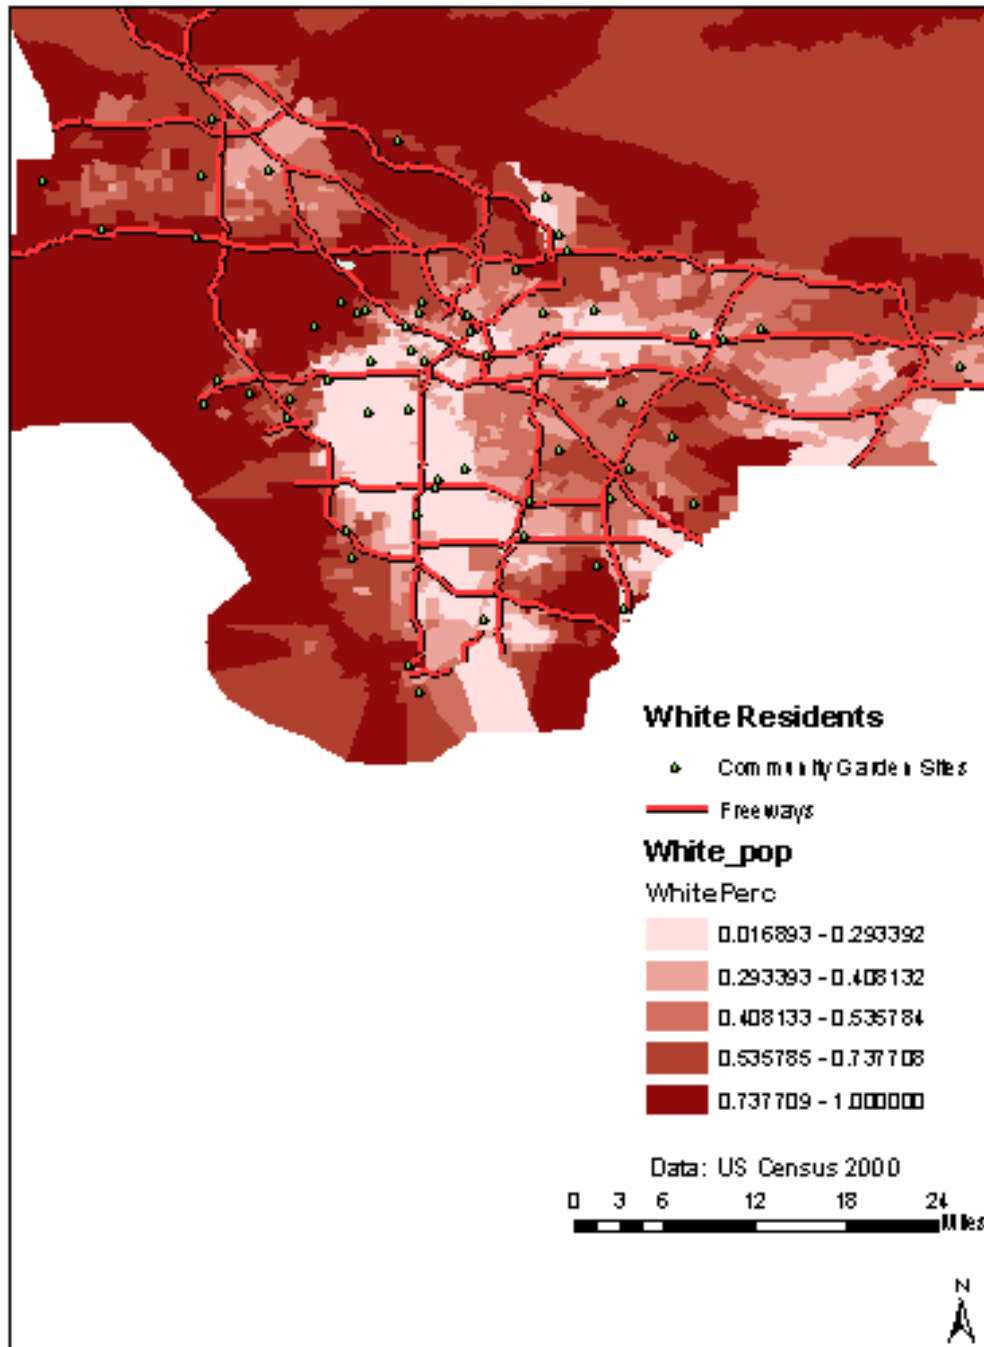 White Residents
Community Garden Sites
Freeways
White_pop
WhitePerc
0.016893 - 0.293392
0.293393 - 0.408132
0.408133 - 0.535784
0.535785 - 0.737708
0.737709 - 1.000000
Data: US Census 2000
0 3 6 12 18 24
Miles
N